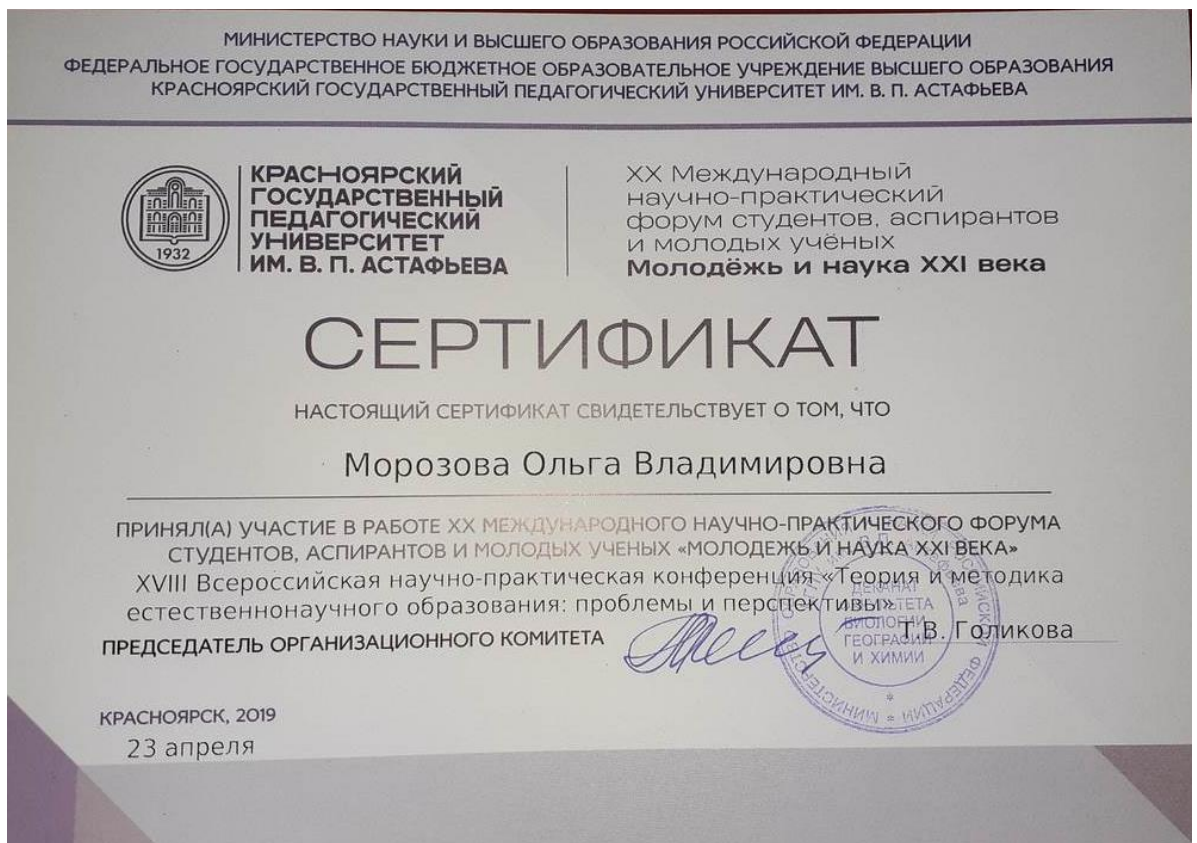 МИНИСТЕРСТВО НАУКИ И ВЫСШЕГО ОБРАЗОВАНИЯ РОССИЙСКОЙ ФЕДЕРАЦИИ
ФЕДЕРАЛЬНОЕ ГОСУДАРСТВЕННОЕ БЮДЖЕТНОЕ ОБРАЗОВАТЕЛЬНОЕ УЧРЕЖДЕНИЕ ВЫСШЕГО ОБРАЗОВАНИЯ
КРАСНОЯРСКИЙ ГОСУДАРСТВЕННЫЙ ПЕДАГОГИЧЕСКИЙ УНИВЕРСИТЕТ ИМ. В. П. АСТАФЬЕВА
1932
КРАСНОЯРСКИЙ
ГОСУДАРСТВЕННЫЙ
ПЕДАГОГИЧЕСКИЙ
УНИВЕРСИТЕТ
ИМ. В. П. АСТАФЬЕВА
XX Международный
научно-практический
форум студентов, аспирантов
и молодых учёных
Молодёжь и наука XXI века
СЕРТИФИКАТ
НАСТОЯЩИЙ СЕРТИФИКАТ СВИДЕТЕЛЬСТВУЕТ О ТОМ, ЧТО
Морозова Ольга Владимировна
ПРИНЯЛ(А) УЧАСТИЕ В РАБОТЕ XX МЕЖДУНАРОДНОГО НАУЧНО-ПРАКТИЧЕСКОГО ФОРУМА
СТУДЕНТОВ, АСПИРАНТОВ И МОЛОДЫХ УЧЕНЫХ «МОЛОДЕЖЬ И НАУКА XXI ВЕКА»
XVIII Всероссийская научно-практическая конференция «Теория и методика
естественнонаучного образования: проблемы и перспективы»
ПРЕДСЕДАТЕЛЬ ОРГАНИЗАЦИОННОГО КОМИТЕТА
Т.В. Голикова
ДЕКАНАТ
ФАКУЛЬТЕТА
БИОЛОГИИ
ГЕОГРАФИИ
И ХИМИИ
КРАСНОЯРСК, 2019
23 апреля